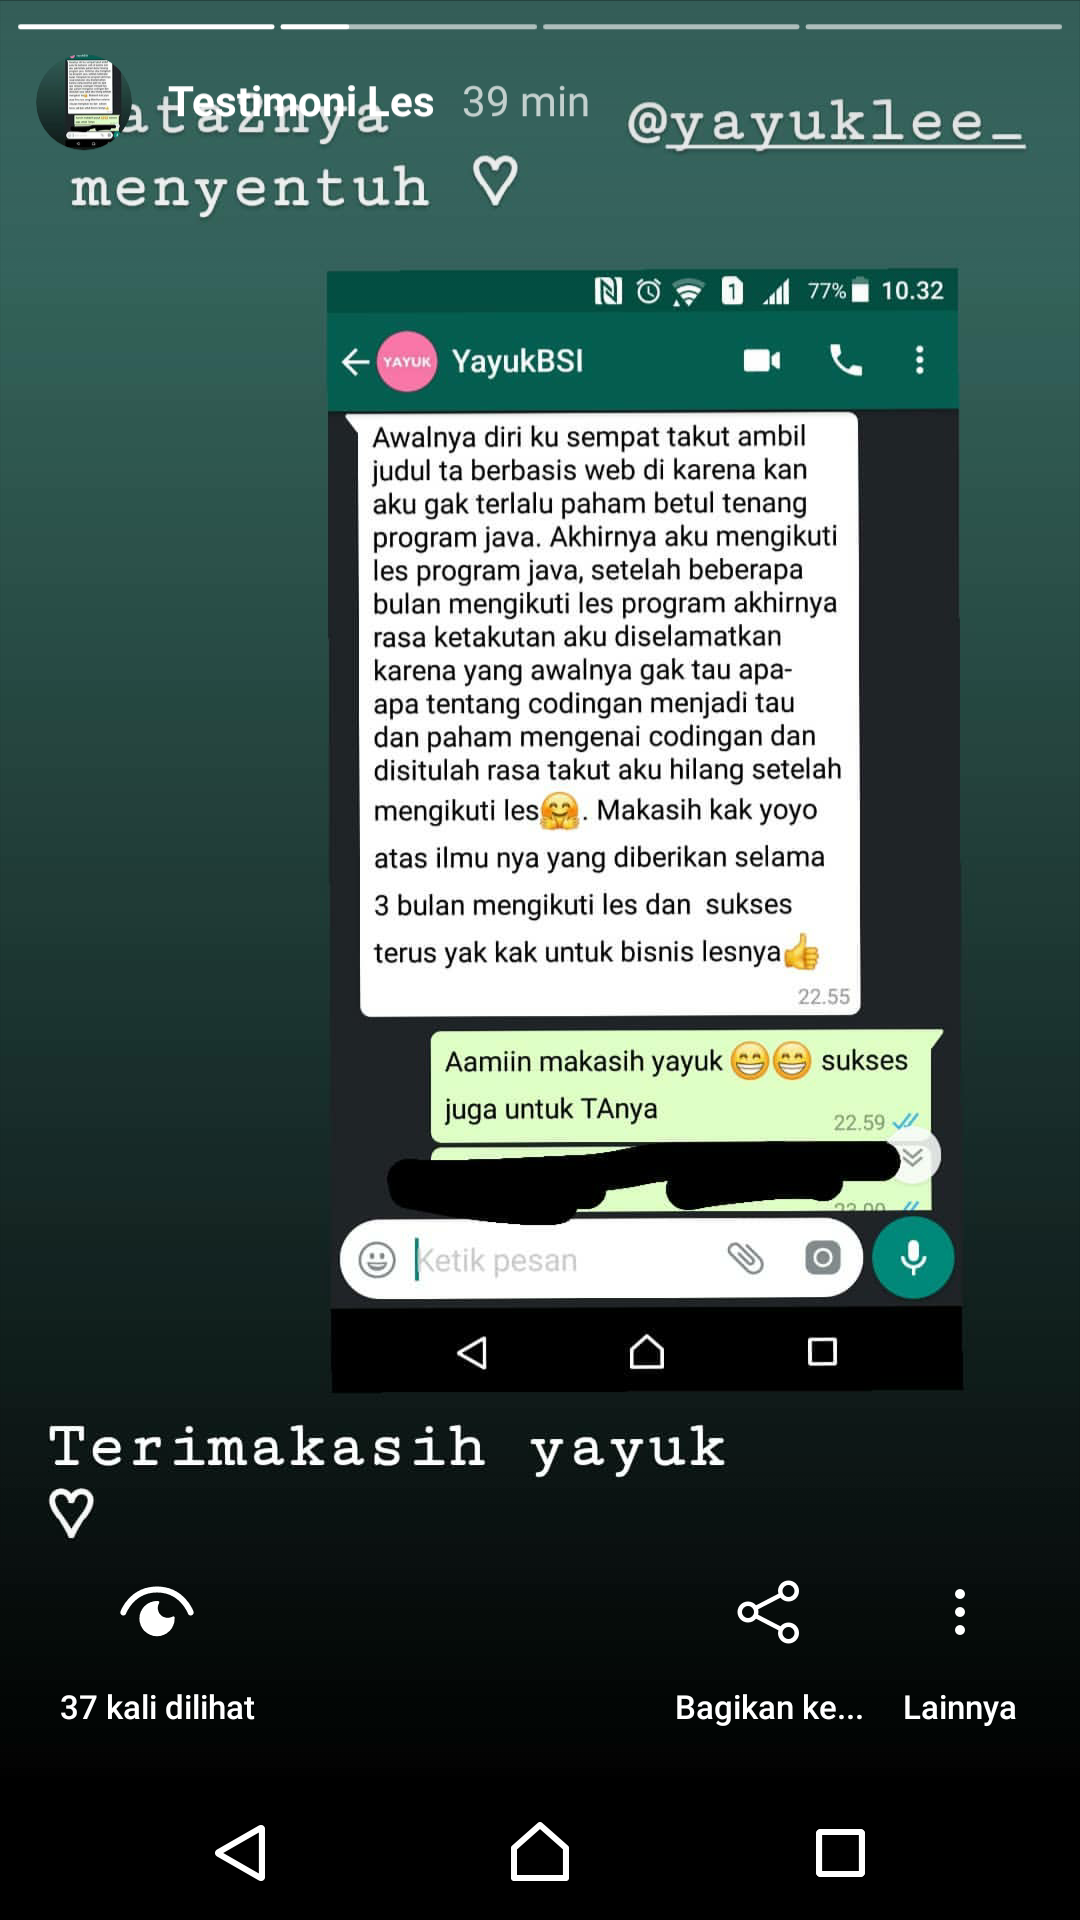 Testimoni Les 39 min
menyentuh ♡
@yayuklee_
77% 10.32
YAYUK YayukBSI
Awalnya diri ku sempat takut ambil
judul ta berbasis web di karena kan
aku gak terlalu paham betul tenang
program java. Akhirnya aku mengikuti
les program java, setelah beberapa
bulan mengikuti les program akhirnya
rasa ketakutan aku diselamatkan
karena yang awalnya gak tau apa-
apa tentang codingan menjadi tau
dan paham mengenai codingan dan
disitulah rasa takut aku hilang setelah
mengikuti les🤗. Makasih kak yoyo
atas ilmu nya yang diberikan selama
3 bulan mengikuti les dan  sukses
terus yak kak untuk bisnis lesnya👍
22.55
Aamiin makasih yayuk 😁😁 sukses
juga untuk TAnya
22.59
23.00
Ketik pesan
Terimakasih yayuk
♡
37 kali dilihat
Bagikan ke... Lainnya